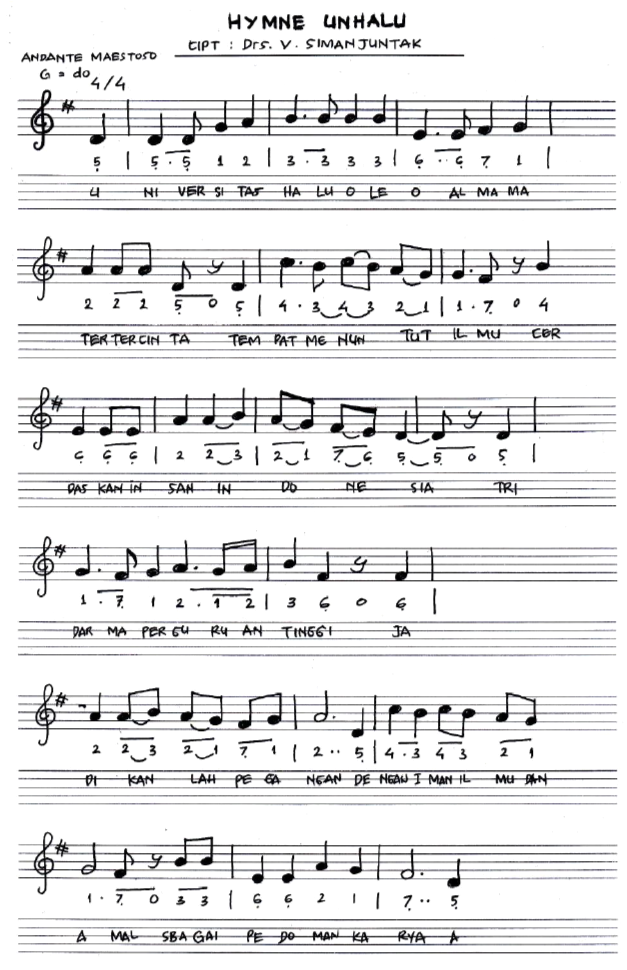 HYMNE UNHALU
CIPT : Drs. V. SIMANJUNTAK
ANDANTE MAESTOSO
G = do
4/4
5̣ | 5̣ . 5̣ 1 2 | 3 . 3 3 3 | 6̣ . 6̣ 7̣ 1 |
U NI VER SI TAS HA LU O LE O AL MA MA
2 2 2 5̣ 0 5̣ | 4 . 3 4 3 2 1 | 1 . 7̣ 0 4
TER TER CIN TA TEM PAT ME NUN TUT IL MU CER
6̣ 6̣ 6̣ | 2 2 3 | 2 1 7̣ 6̣ 5̣ 5̣ 0 5̣ |
DAS KAN IN SAN IN DO NE SIA TRI
1 . 7̣ 1 2 . 1 2 | 3 6̣ 0 6̣ |
DAR MA PER GU RU AN TINGGI JA
2 2 3 2 1 7̣ 1 | 2 . . 5̣ | 4 . 3 4 3 2 1
DI KAN LAH PE GA NGAN DE NGAN I MAN IL MU DAN
1 . 7̣ 0 3 3 | 6̣ 6̣ 2 1 | 7̣ . . 5̣
A MAL SBA GAI PE DO MAN KA RYA A